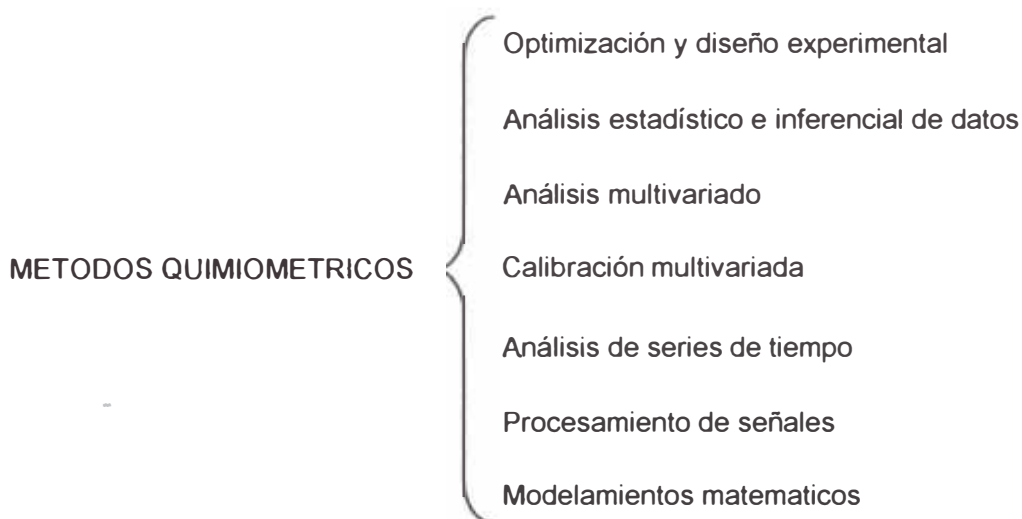 Optimización y diseño experimental
Análisis estadístico e inferencial de datos
Análisis multivariado
METODOS QUIMIOMETRICOS
Calibración multivariada
Análisis de series de tiempo
Procesamiento de señales
Modelamientos matematicos